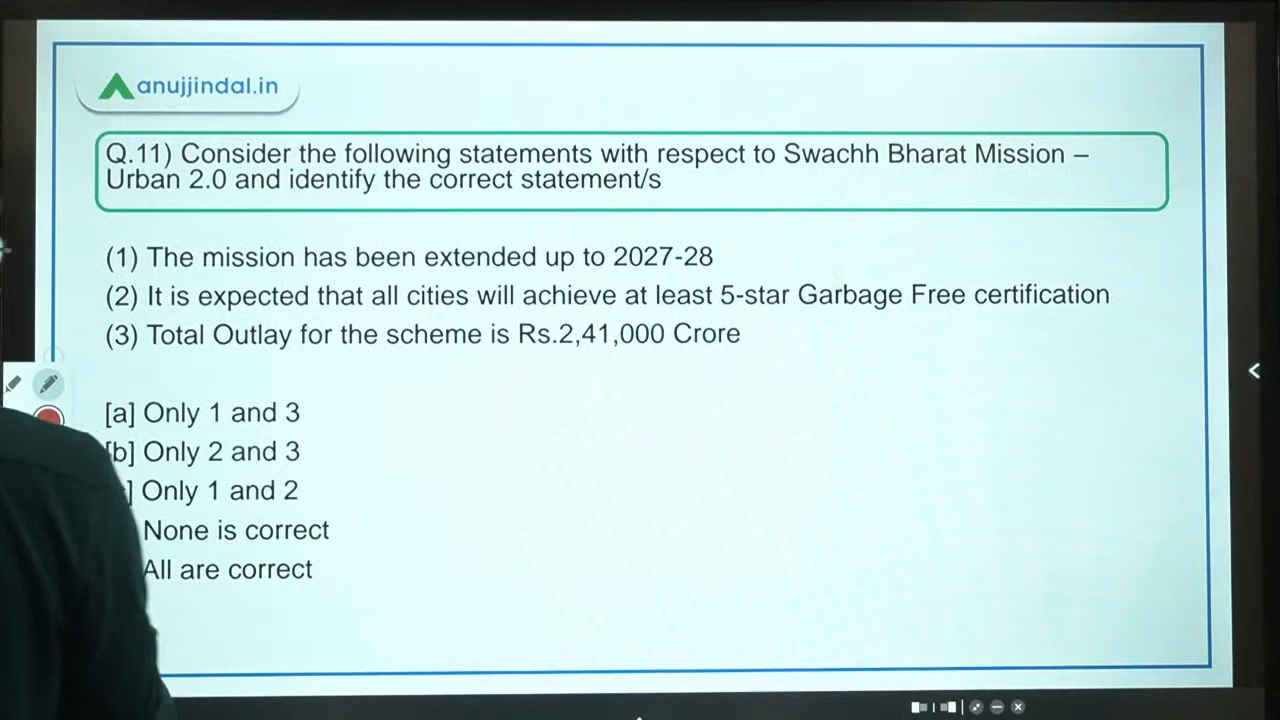 anujjindal.in
Q.11) Consider the following statements with respect to Swachh Bharat Mission –
Urban 2.0 and identify the correct statement/s
(1) The mission has been extended up to 2027-28
(2) It is expected that all cities will achieve at least 5-star Garbage Free certification
(3) Total Outlay for the scheme is Rs.2,41,000 Crore
[a] Only 1 and 3
[b] Only 2 and 3
] Only 1 and 2
None is correct
All are correct